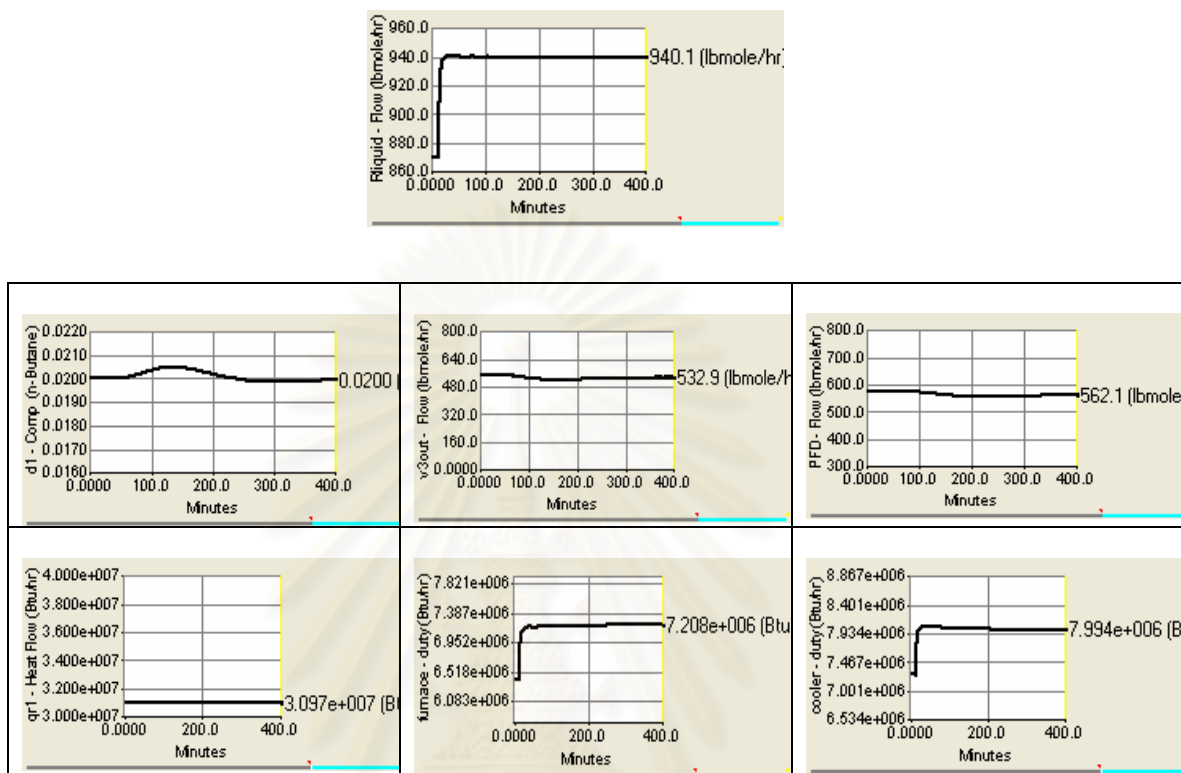 Rliquid - Flow (lbmole/hr)
960.0
940.0
920.0
900.0
880.0
860.0
940.1 (lbmole/hr)
0.0000 100.0 200.0 300.0 400.0
Minutes
d1 - Comp (n-Butane)
0.0220
0.0210
0.0200
0.0190
0.0180
0.0170
0.0160
0.0200 (
0.0000 100.0 200.0 300.0 400.0
Minutes
v3out - Flow (lbmole/hr)
800.0
640.0
480.0
320.0
160.0
0.0000
532.9 (lbmole/h
0.0000 100.0 200.0 300.0 400.0
Minutes
PFD- Flow (lbmole/hr)
800.0
700.0
600.0
500.0
400.0
300.0
562.1 (lbmole
0.0000 100.0 200.0 300.0 400.0
Minutes
qr1 - Heat Flow (Btu/hr)
4.000e+007
3.800e+007
3.600e+007
3.400e+007
3.200e+007
3.000e+007
3.097e+007 (Bt
0.0000 200.0 400.0
Minutes
furnace - duty (Btu/hr)
7.821e+006
7.387e+006
6.952e+006
6.518e+006
6.083e+006
7.208e+006 (Btu
0.0000 200.0 400.0
Minutes
cooler - duty (Btu/hr)
8.867e+006
8.401e+006
7.934e+006
7.467e+006
7.001e+006
6.534e+006
7.994e+006 (B
0.0000 200.0 400.0
Minutes